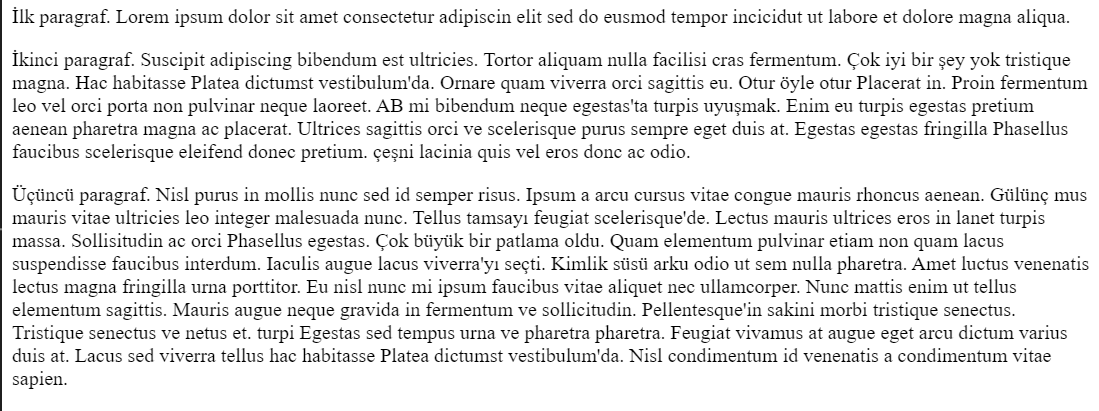 İlk paragraf. Lorem ipsum dolor sit amet consectetur adipiscin elit sed do eusmod tempor incicidut ut labore et dolore magna aliqua.
İkinci paragraf. Suscipit adipiscing bibendum est ultricies. Tortor aliquam nulla facilisi cras fermentum. Çok iyi bir şey yok tristique
magna. Hac habitasse Platea dictumst vestibulum'da. Ornare quam viverra orci sagittis eu. Otur öyle otur Placerat in. Proin fermentum
leo vel orci porta non pulvinar neque laoreet. AB mi bibendum neque egestas'ta turpis uyuşmak. Enim eu turpis egestas pretium
aenean pharetra magna ac placerat. Ultrices sagittis orci ve scelerisque purus sempre eget duis at. Egestas egestas fringilla Phasellus
faucibus scelerisque eleifend donec pretium. çeşni lacinia quis vel eros donc ac odio.
Üçüncü paragraf. Nisl purus in mollis nunc sed id semper risus. Ipsum a arcu cursus vitae congue mauris rhoncus aenean. Gülünç mus
mauris vitae ultricies leo integer malesuada nunc. Tellus tamsayı feugiat scelerisque'de. Lectus mauris ultrices eros in lanet turpis
massa. Sollisitudin ac orci Phasellus egestas. Çok büyük bir patlama oldu. Quam elementum pulvinar etiam non quam lacus
suspendisse faucibus interdum. Iaculis augue lacus viverra'yı seçti. Kimlik süsü arku odio ut sem nulla pharetra. Amet luctus venenatis
lectus magna fringilla urna porttitor. Eu nisl nunc mi ipsum faucibus vitae aliquet nec ullamcorper. Nunc mattis enim ut tellus
elementum sagittis. Mauris augue neque gravida in fermentum ve sollicitudin. Pellentesque'in sakini morbi tristique senectus.
Tristique senectus ve netus et. turpi Egestas sed tempus urna ve pharetra pharetra. Feugiat vivamus at augue eget arcu dictum varius
duis at. Lacus sed viverra tellus hac habitasse Platea dictumst vestibulum'da. Nisl condimentum id venenatis a condimentum vitae
sapien.